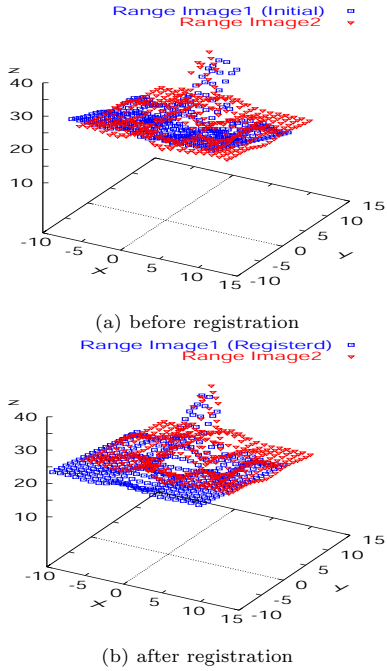 Range Image1 (Initial)
Range Image2
Z
40
30
20
10
-10
-5
0
5
10
15
X
-10
-5
0
5
10
15
Y
(a) before registration
Range Image1 (Registerd)
Range Image2
Z
40
30
20
10
-10
-5
0
5
10
15
X
-10
-5
0
5
10
15
Y
(b) after registration